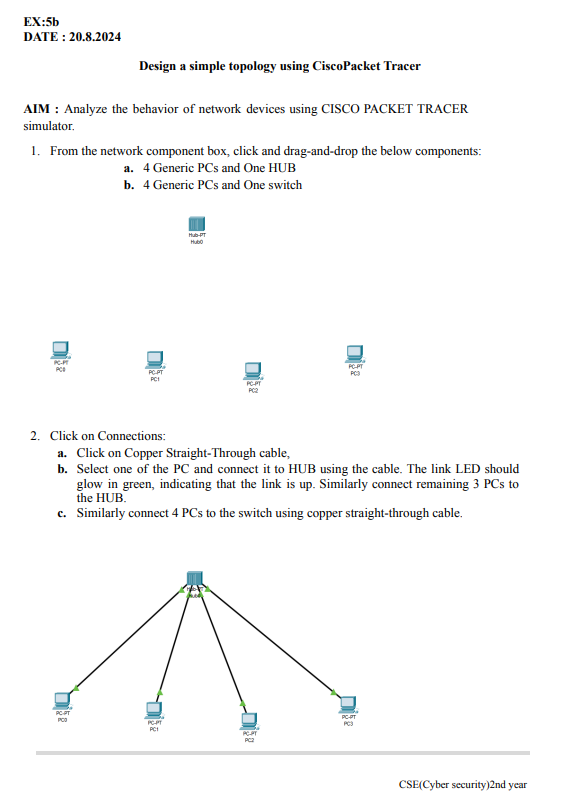 EX:5b
DATE : 20.8.2024
Design a simple topology using CiscoPacket Tracer
AIM : Analyze the behavior of network devices using CISCO PACKET TRACER
simulator.
1. From the network component box, click and drag-and-drop the below components:
a. 4 Generic PCs and One HUB
b. 4 Generic PCs and One switch
Hub-PT
Hub0
PC-PT
PC0
PC-PT
PC1
PC-PT
PC2
PC-PT
PC3
2. Click on Connections:
a. Click on Copper Straight-Through cable,
b. Select one of the PC and connect it to HUB using the cable. The link LED should
glow in green, indicating that the link is up. Similarly connect remaining 3 PCs to
the HUB.
c. Similarly connect 4 PCs to the switch using copper straight-through cable.
PC-PT
PC0
PC-PT
PC1
PC-PT
PC2
PC-PT
PC3
CSE(Cyber security)2nd year